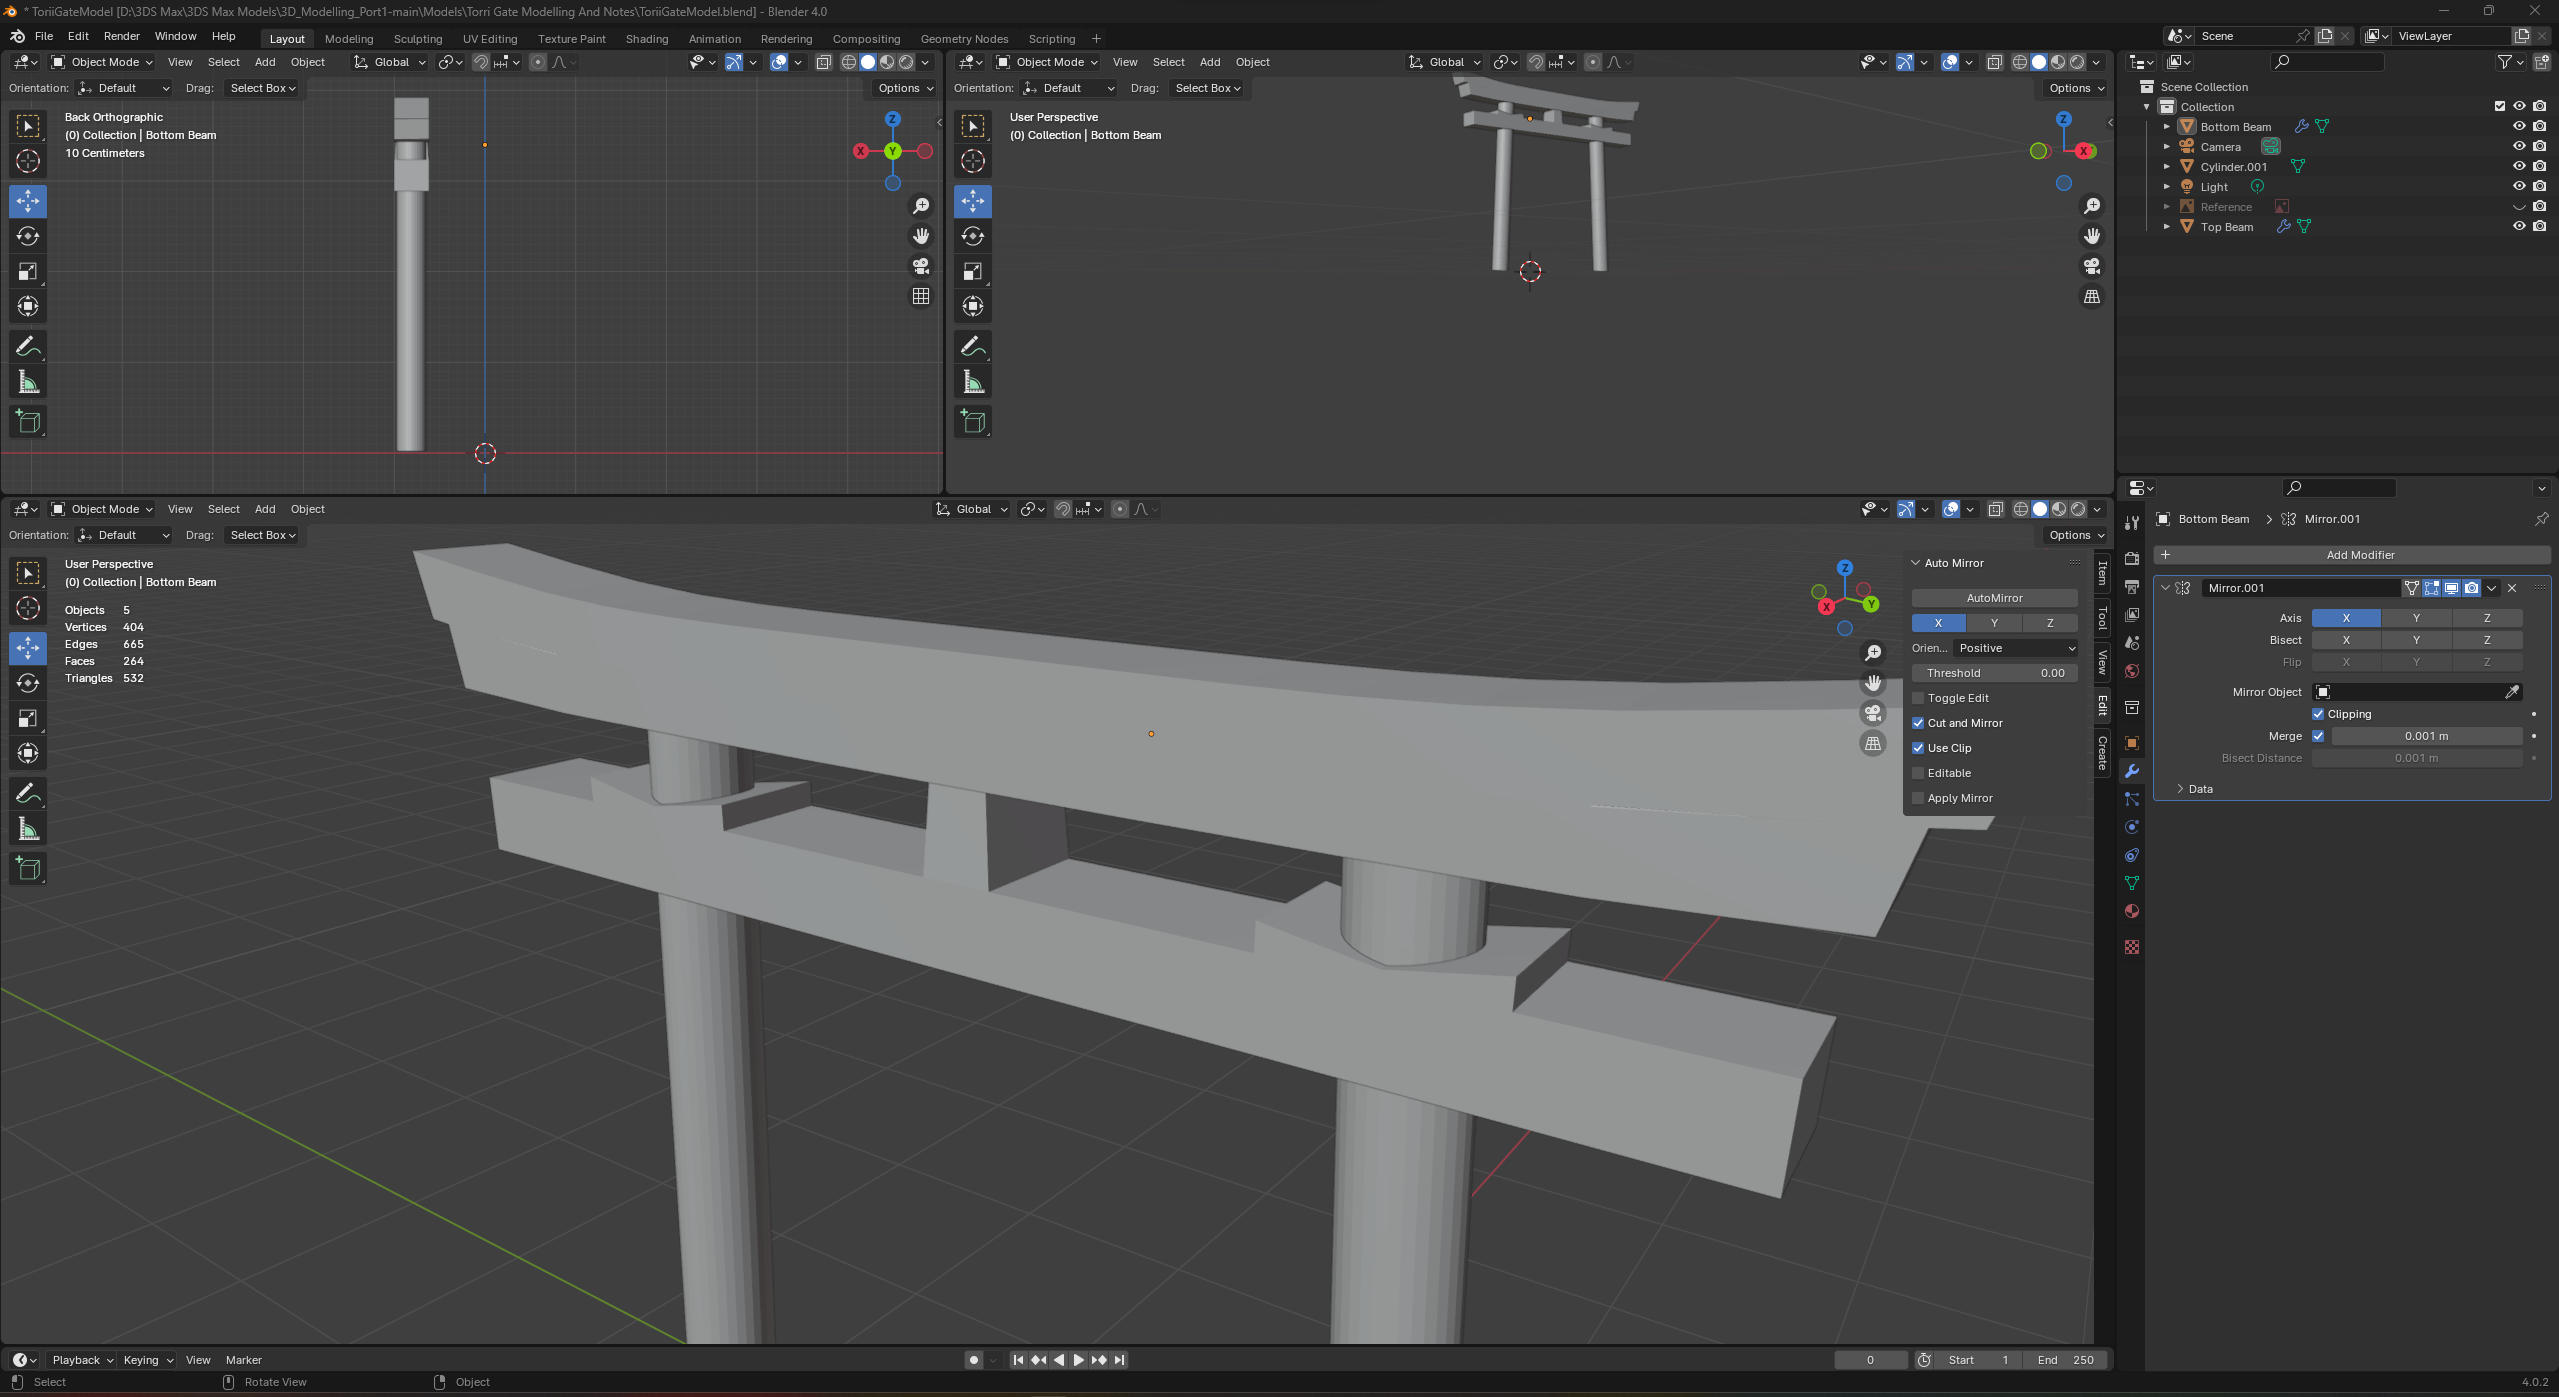 * ToriiGateModel [D:\3DS Max\3DS Max Models\3D_Modelling_Port1-main\Models\Torri Gate Modelling And Notes\ToriiGateModel.blend] - Blender 4.0
File Edit Render Window Help Layout Modeling Sculpting UV Editing Texture Paint Shading Animation Rendering Compositing Geometry Nodes Scripting + Scene ViewLayer
Object Mode View Select Add Object Global
Orientation: Default Drag: Select Box Options
Back Orthographic
(0) Collection | Bottom Beam
10 Centimeters
Z
X Y
Object Mode View Select Add Object Global
Orientation: Default Drag: Select Box Options
User Perspective
(0) Collection | Bottom Beam
Z
X
Scene Collection
Collection
Bottom Beam
Camera
Cylinder.001
Light
Reference
Top Beam
Object Mode View Select Add Object Global
Orientation: Default Drag: Select Box Options
User Perspective
(0) Collection | Bottom Beam
Objects 5
Vertices 404
Edges 665
Faces 264
Triangles 532
Z
X Y
Auto Mirror
AutoMirror
X Y Z
Orien... Positive
Threshold 0.00
Toggle Edit
Cut and Mirror
Use Clip
Editable
Apply Mirror
Item
Tool
View
Edit
Create
Bottom Beam Mirror.001
Add Modifier
Mirror.001
Axis X Y Z
Bisect X Y Z
Flip X Y Z
Mirror Object
Clipping
Merge 0.001 m
Bisect Distance 0.001 m
Data
Playback Keying View Marker 0 Start 1 End 250
Select Rotate View Object 4.0.2